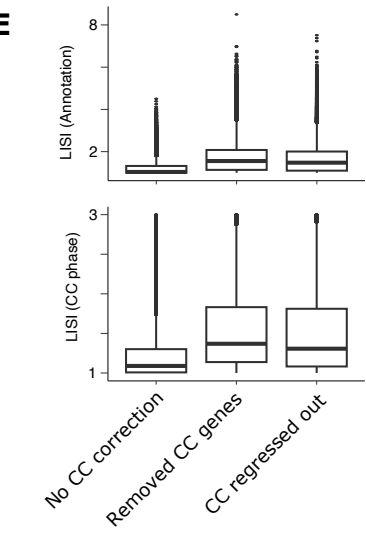 E
8
LISI (Annotation)
2
3
LISI (CC phase)
1
No CC correction
Removed CC genes
CC regressed out